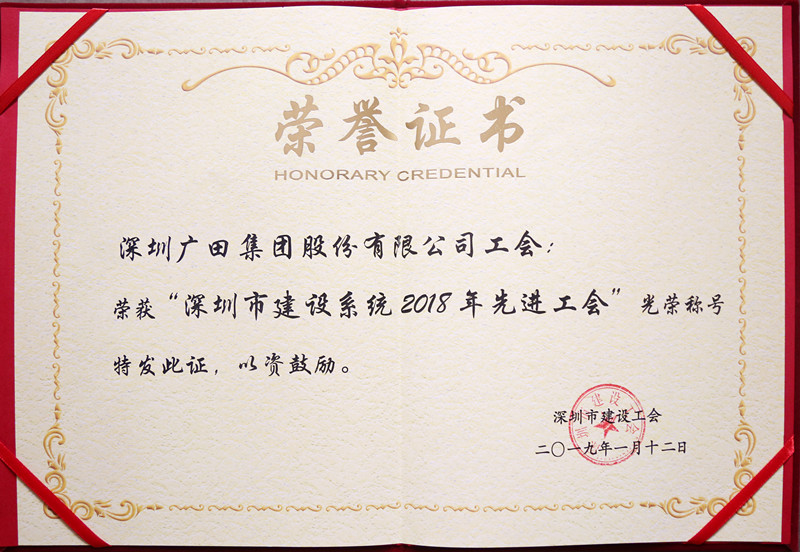 荣誉证书
HONORARY CREDENTIAL
深圳广田集团股份有限公司工会：
荣获“深圳市建设系统2018年先进工会”光荣称号
特发此证，以资鼓励。
深圳市建设工会
二〇一九年一月十二日